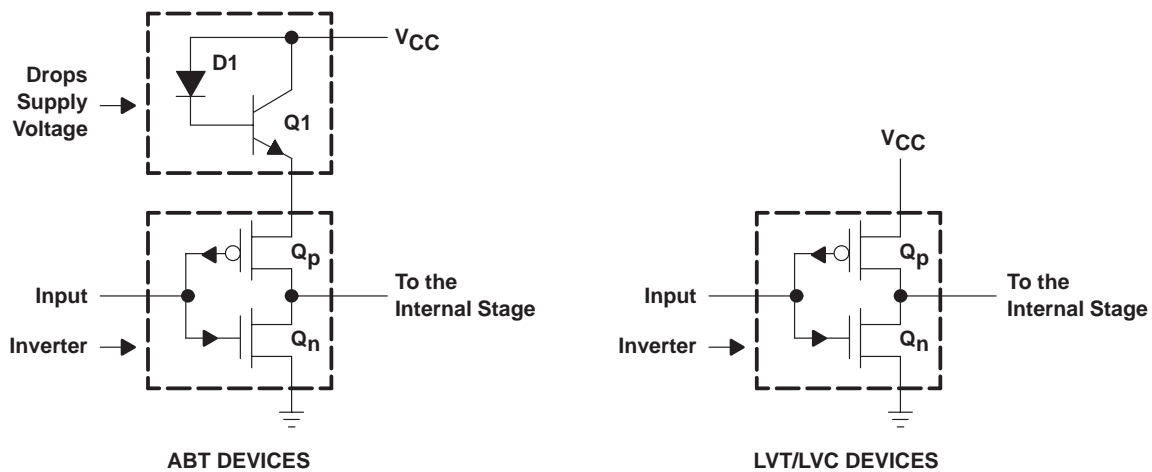 D1
VCC
Drops
Supply
Voltage
Q1
Qp
Input
To the
Internal Stage
Qn
Inverter
ABT DEVICES
VCC
Qp
Input
To the
Internal Stage
Qn
Inverter
LVT/LVC DEVICES